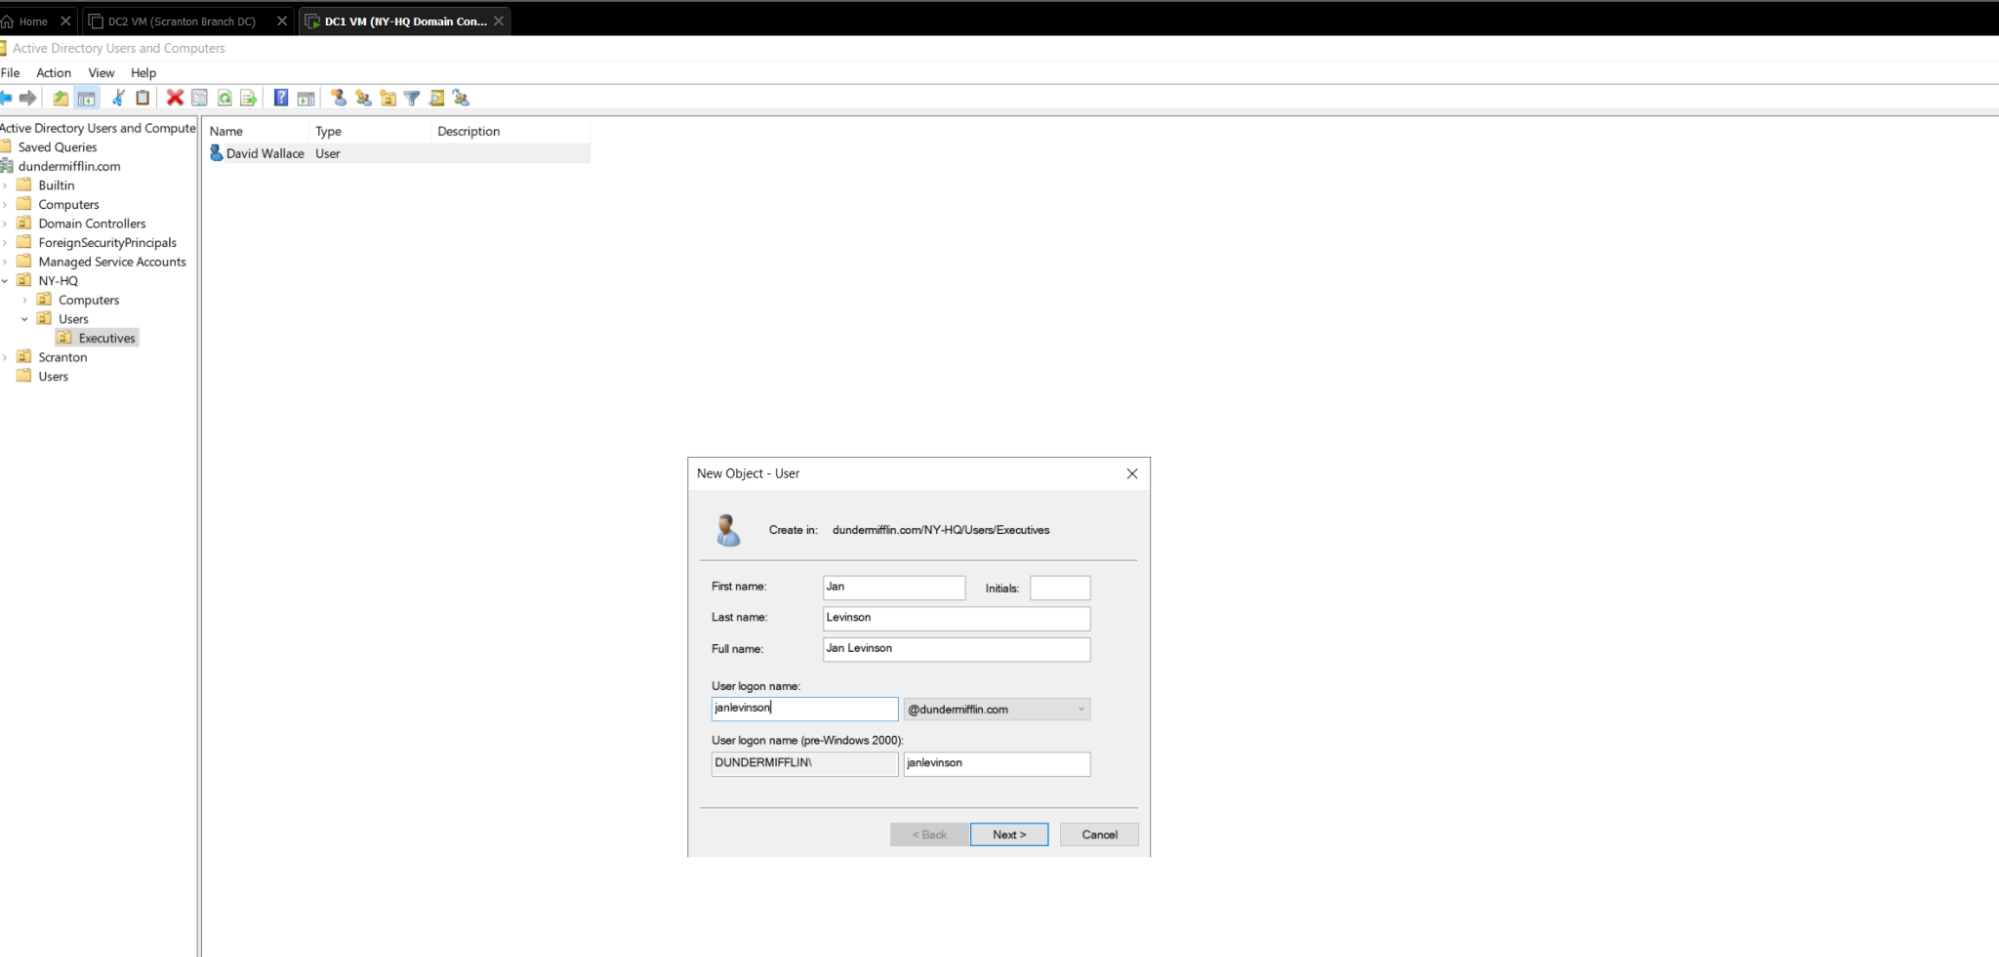 Home
DC2 VM (Scranton Branch DC)
DC1 VM (NY-HQ Domain Con...
Active Directory Users and Computers
File Action View Help
Active Directory Users and Compute
Saved Queries
dundermifflin.com
Builtin
Computers
Domain Controllers
ForeignSecurityPrincipals
Managed Service Accounts
NY-HQ
Computers
Users
Executives
Scranton
Users
Name Type Description
David Wallace User
New Object - User
Create in: dundermifflin.com/NY-HQ/Users/Executives
First name: Jan Initials:
Last name: Levinson
Full name: Jan Levinson
User logon name:
janlevinson @dundermifflin.com
User logon name (pre-Windows 2000):
DUNDERMIFFLIN\ janlevinson
< Back Next > Cancel